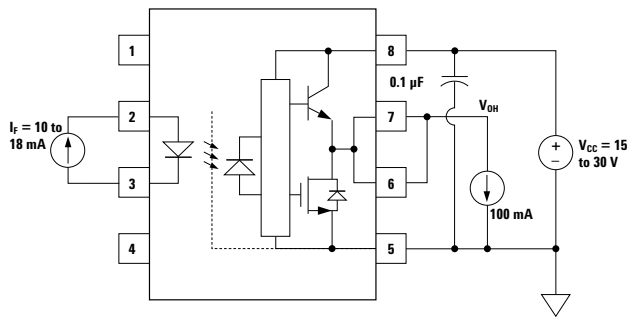 1
8
0.1 µF
I_F = 10 to
18 mA
2
7
V_OH
V_CC = 15
to 30 V
+
–
3
6
100 mA
4
5